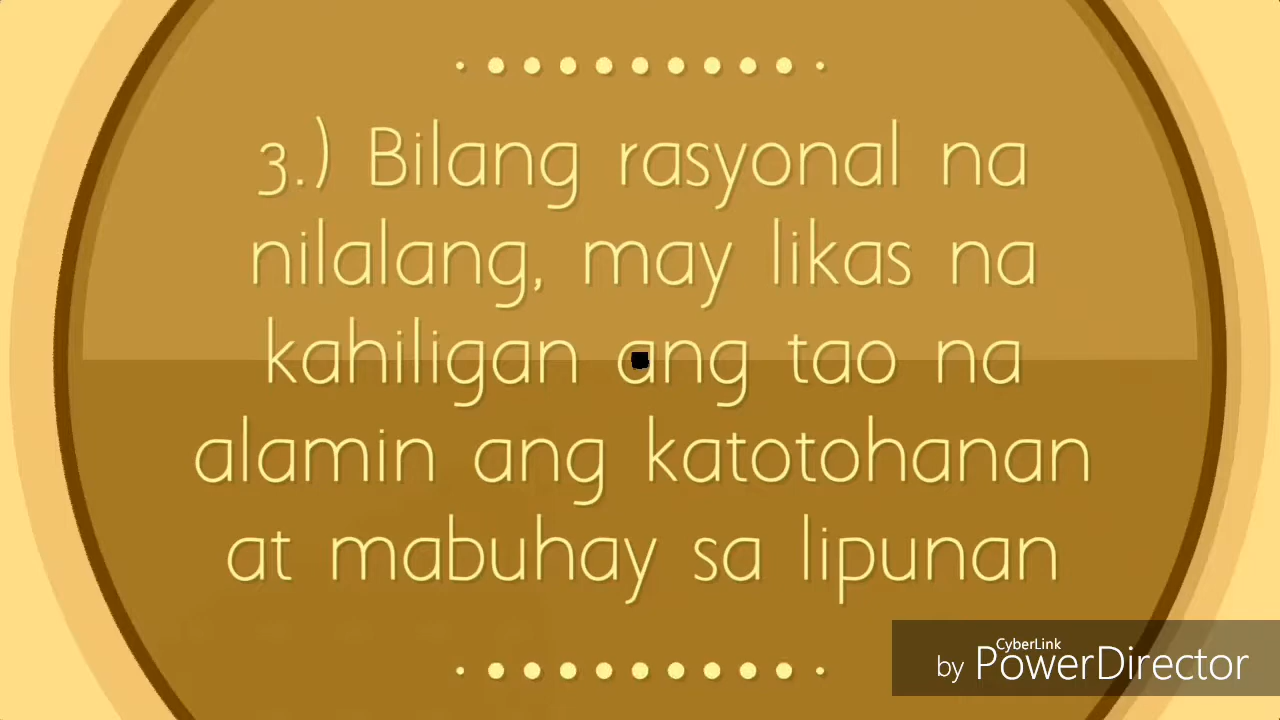 3.) Bilang rasyonal na
nilalang, may likas na
kahiligan ang tao na
alamin ang katotohanan
at mabuhay sa lipunan
CyberLink
by PowerDirector